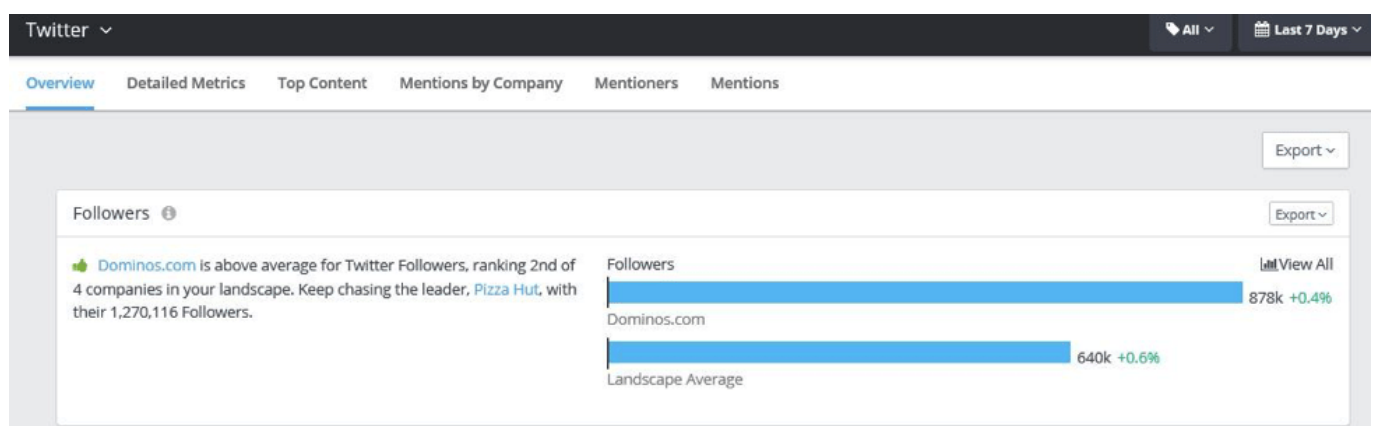 Twitter
All
Last 7 Days
Overview Detailed Metrics Top Content Mentions by Company Mentioners Mentions
Export
Followers
Export
Dominos.com is above average for Twitter Followers, ranking 2nd of
4 companies in your landscape. Keep chasing the leader, Pizza Hut, with
their 1,270,116 Followers.
Followers
View All
878k +0.4%
Dominos.com
640k +0.6%
Landscape Average